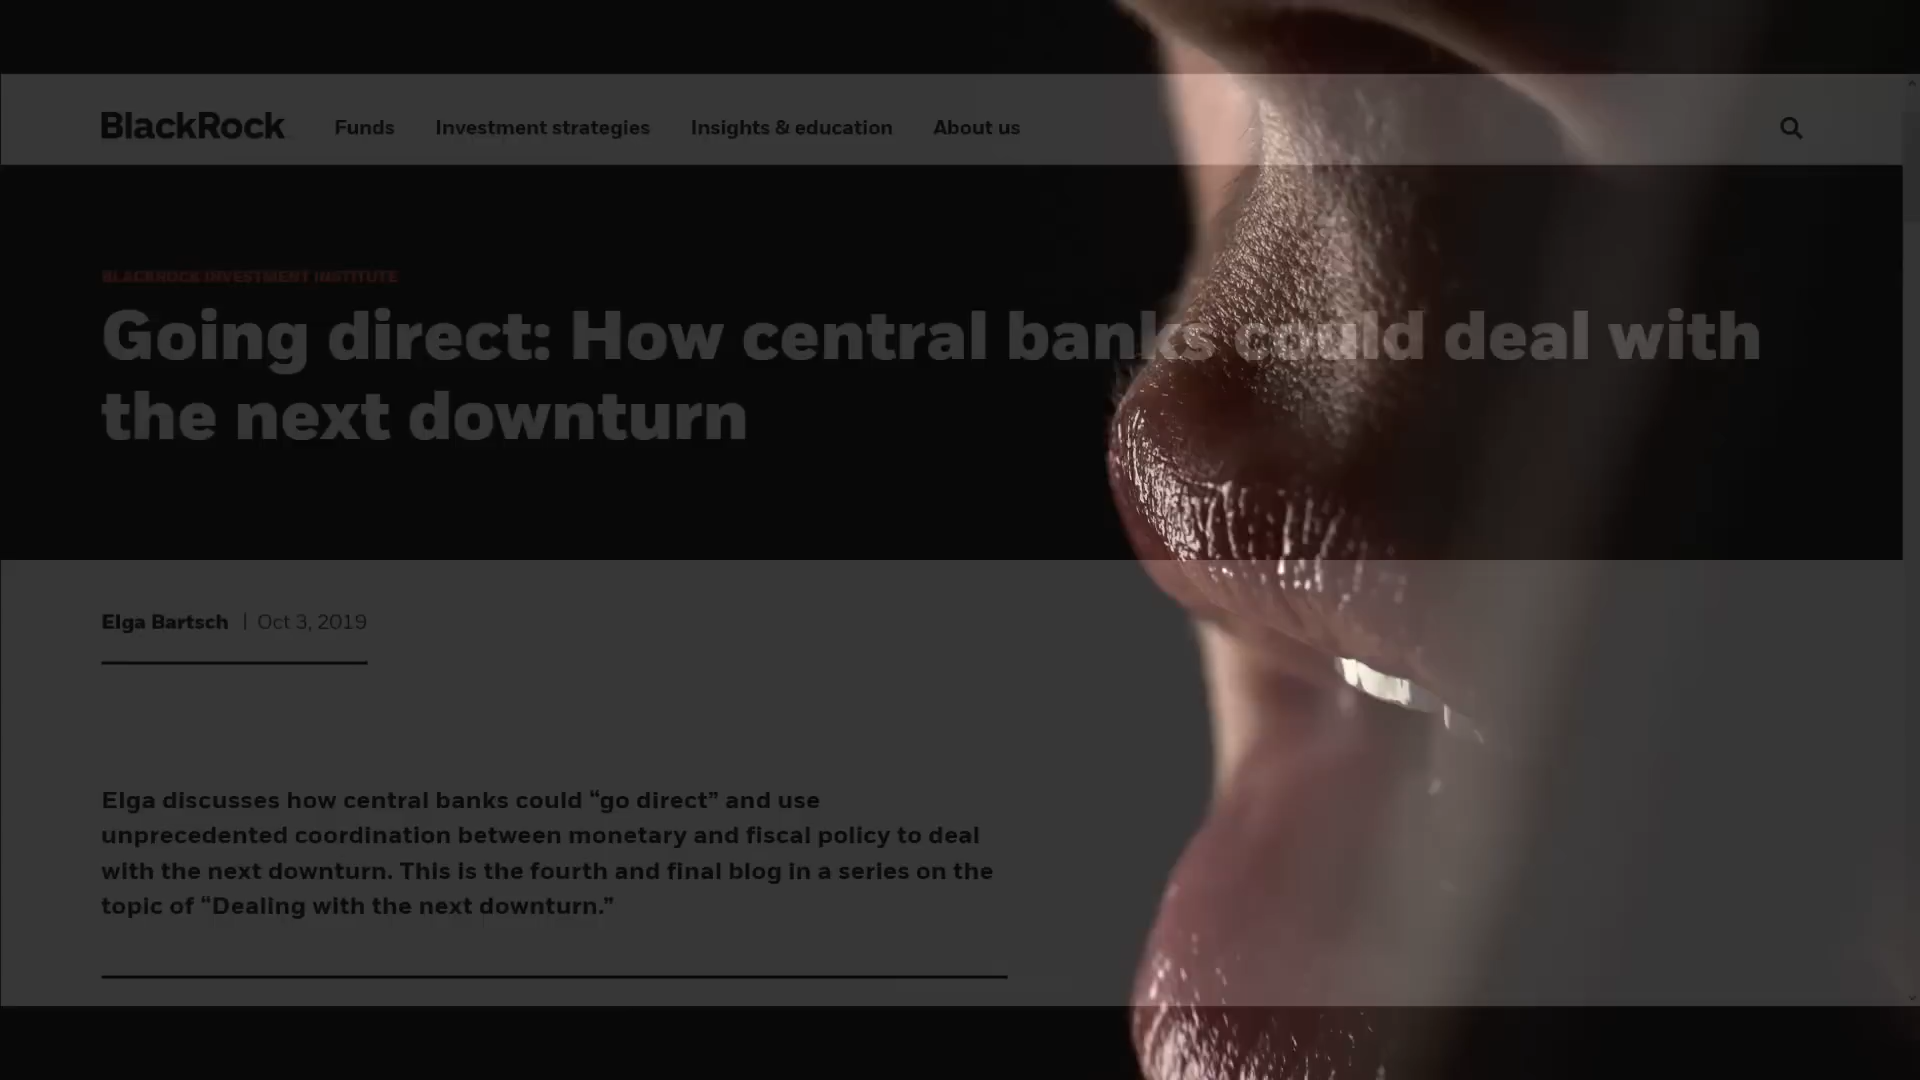 BlackRock Funds Investment strategies Insights & education About us
BLACKROCK INVESTMENT INSTITUTE
Going direct: How central banks could deal with
the next downturn
Elga Bartsch | Oct 3, 2019
Elga discusses how central banks could “go direct” and use
unprecedented coordination between monetary and fiscal policy to deal
with the next downturn. This is the fourth and final blog in a series on the
topic of “Dealing with the next downturn.”